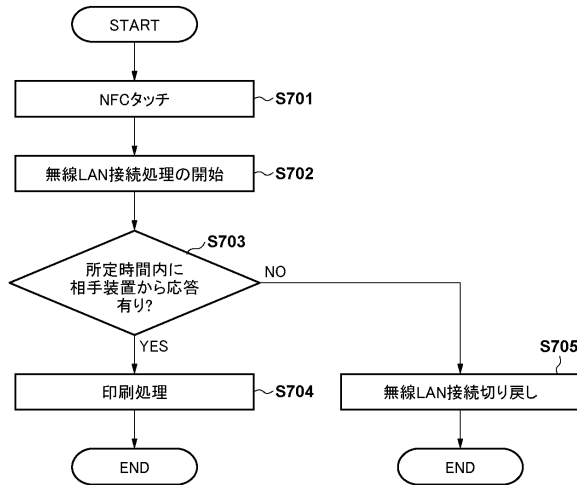 START
NFCタッチ
S701
無線LAN接続処理の開始
S702
S703
所定時間内に
相手装置から応答
有り?
NO
YES
印刷処理
S704
S705
無線LAN接続切り戻し
END
END